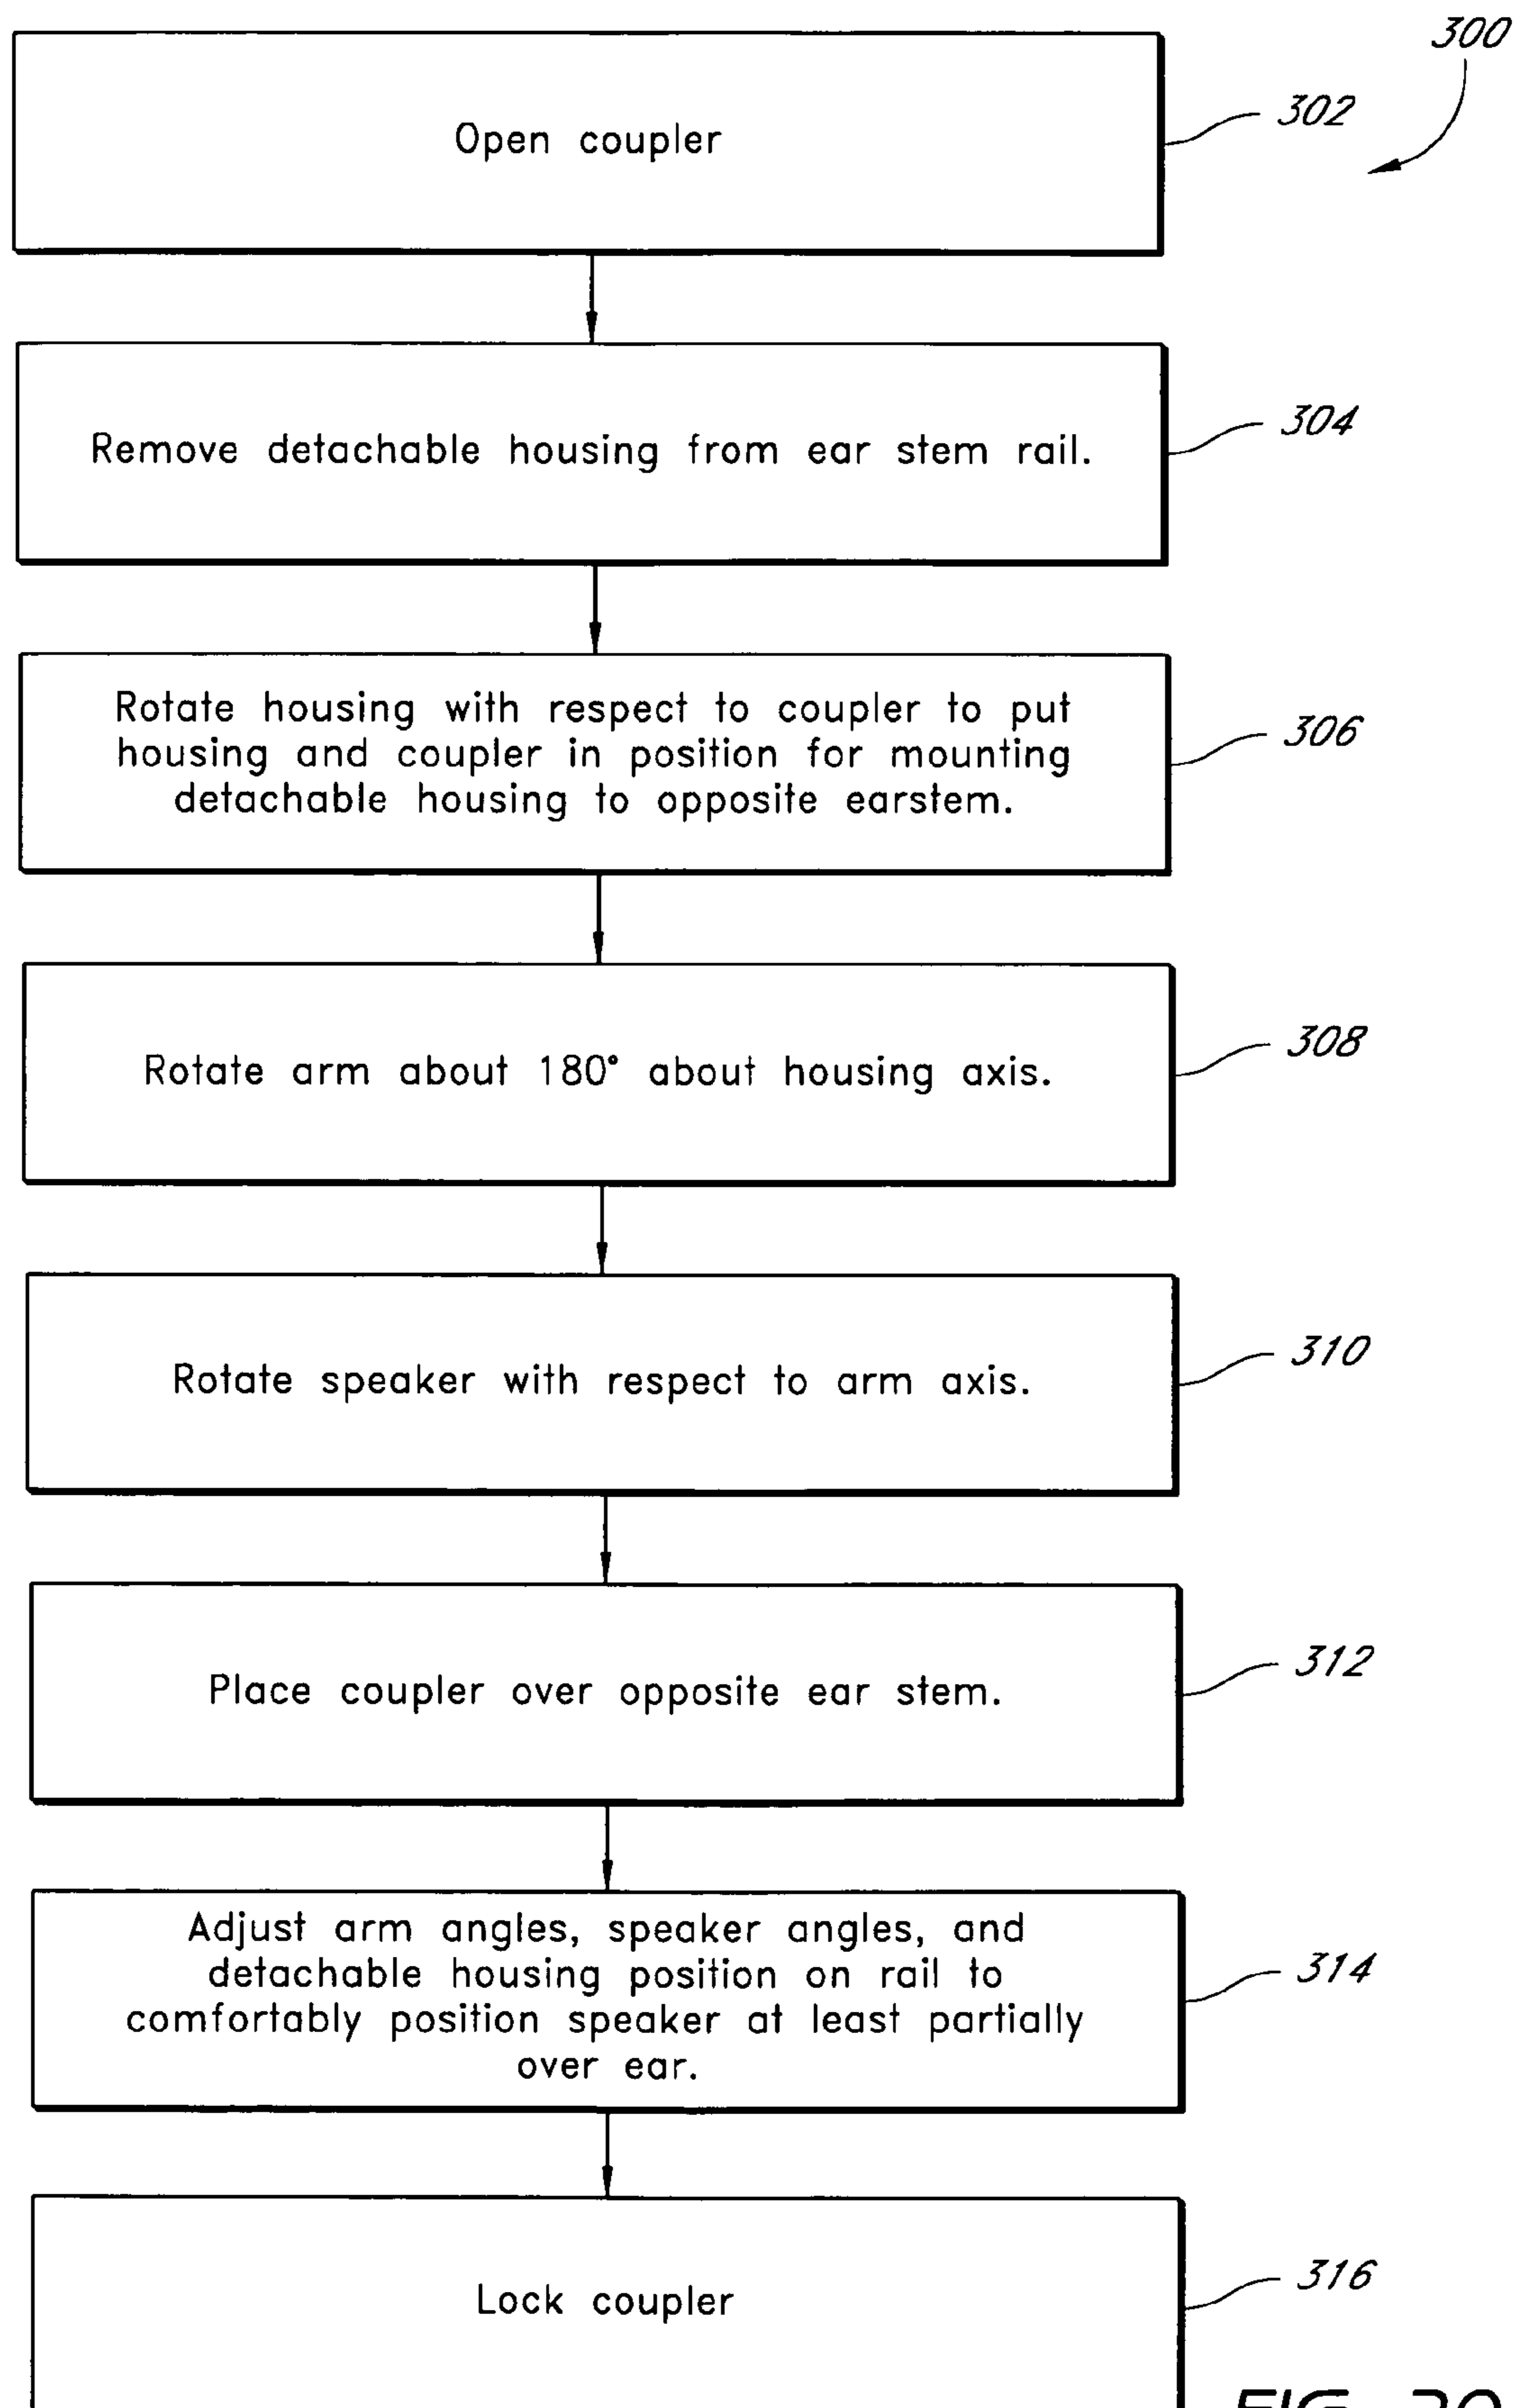 300
Open coupler
302
Remove detachable housing from ear stem rail.
304
Rotate housing with respect to coupler to put
housing and coupler in position for mounting
detachable housing to opposite earstem.
306
Rotate arm about 180° about housing axis.
308
Rotate speaker with respect to arm axis.
310
Place coupler over opposite ear stem.
312
Adjust arm angles, speaker angles, and
detachable housing position on rail to
comfortably position speaker at least partially
over ear.
314
Lock coupler
316
FIG.